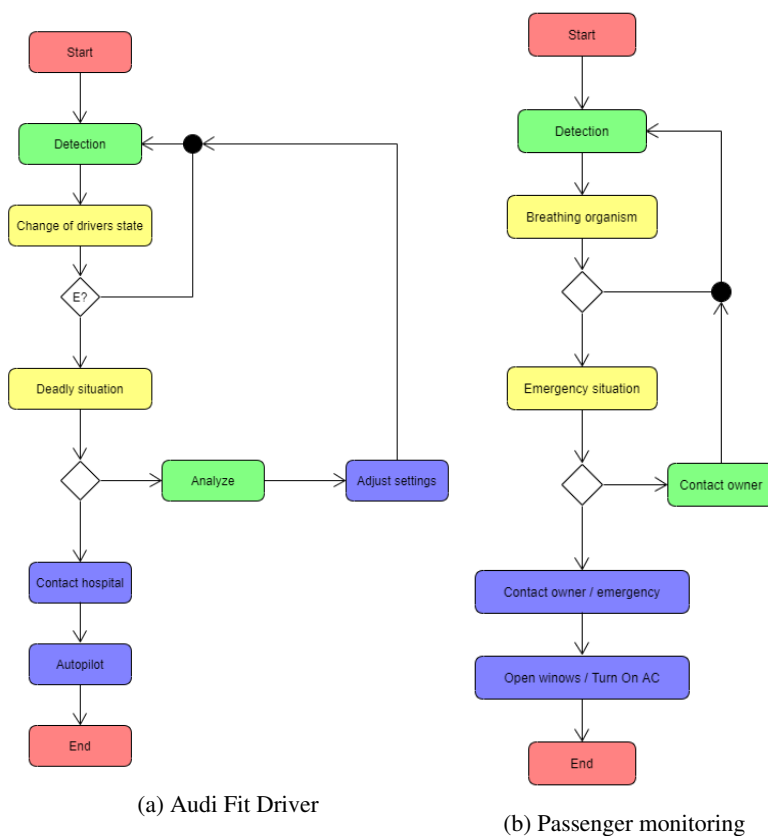 Start
Detection
Change of drivers state
E?
Deadly situation
Analyze
Adjust settings
Contact hospital
Autopilot
End
(a) Audi Fit Driver
Start
Detection
Breathing organism
Emergency situation
Contact owner
Contact owner / emergency
Open winows / Turn On AC
End
(b) Passenger monitoring